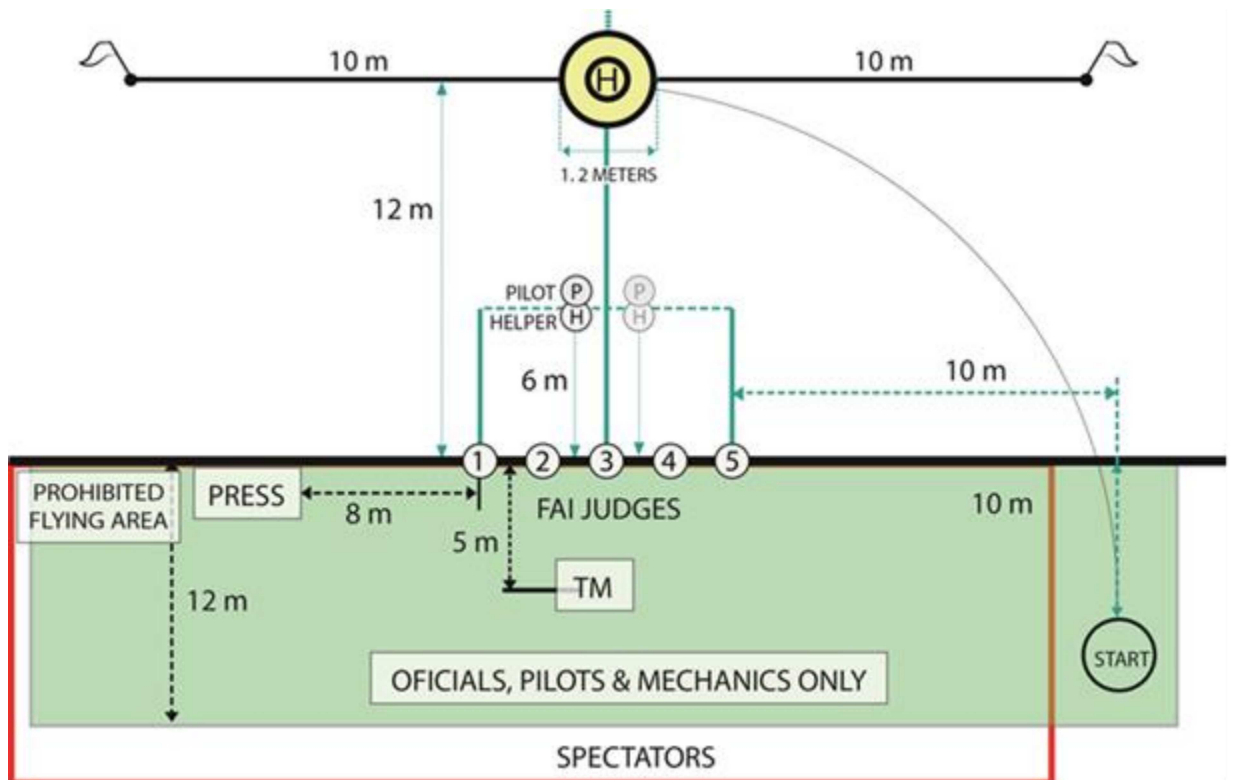 10 m
H
10 m
1. 2 METERS
12 m
PILOT P
P
HELPER H
H
6 m
10 m
1 2 3 4 5
PROHIBITED
FLYING AREA
PRESS
8 m
FAI JUDGES
10 m
5 m
TM
12 m
START
OFICIALS, PILOTS & MECHANICS ONLY
SPECTATORS